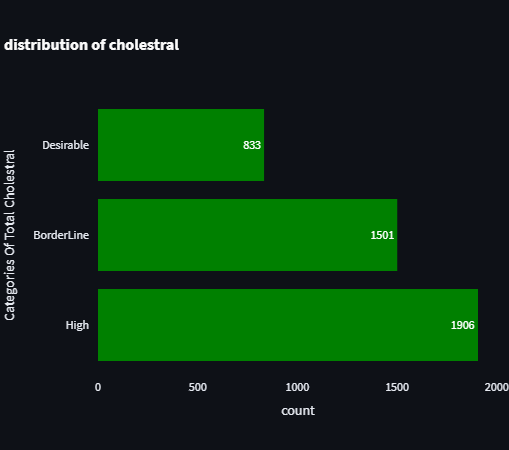 distribution of cholestral
Categories Of Total Cholestral
Desirable
833
BorderLine
1501
High
1906
0 500 1000 1500 2000
count